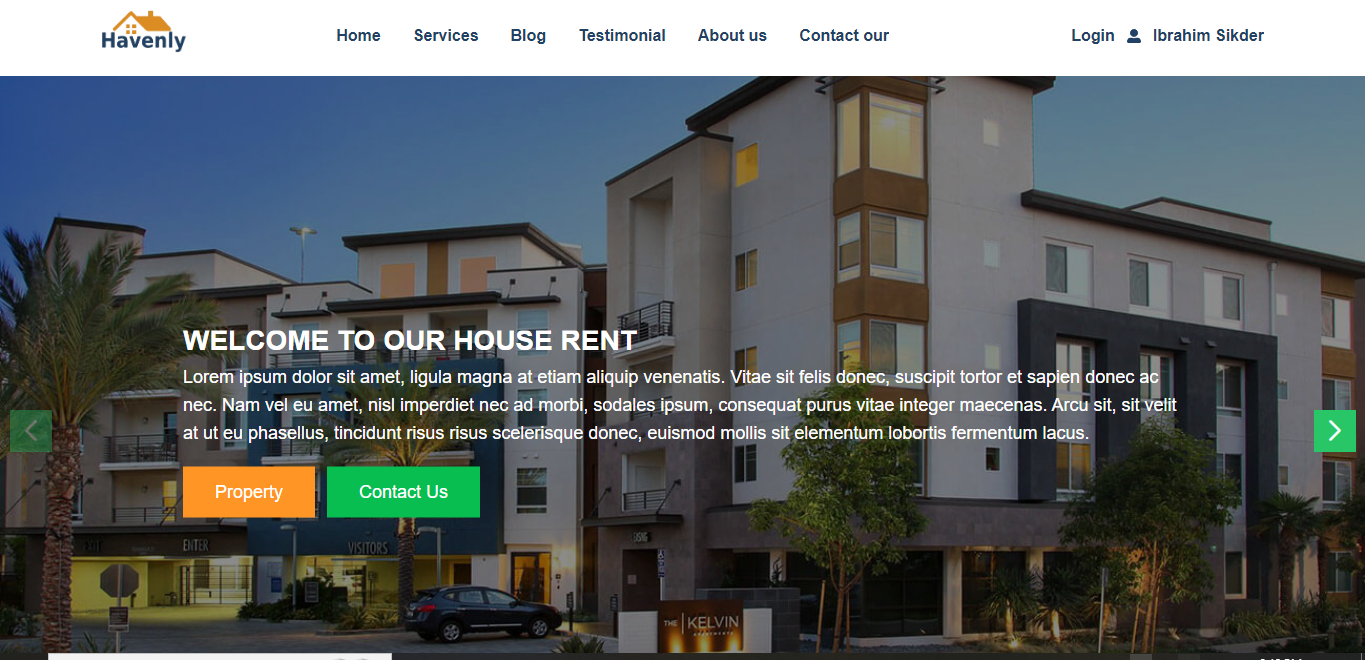 Havenly
Home Services Blog Testimonial About us Contact our Login Ibrahim Sikder
WELCOME TO OUR HOUSE RENT
Lorem ipsum dolor sit amet, ligula magna at etiam aliquip venenatis. Vitae sit felis donec, suscipit tortor et sapien donec ac
nec. Nam vel eu amet, nisl imperdiet nec ad morbi, sodales ipsum, consequat purus vitae integer maecenas. Arcu sit, sit velit
at ut eu phasellus, tincidunt risus risus scelerisque donec, euismod mollis sit elementum lobortis fermentum lacus.
Property Contact Us
EXIT ENTER VISITORS
THE KELVIN
APARTMENTS